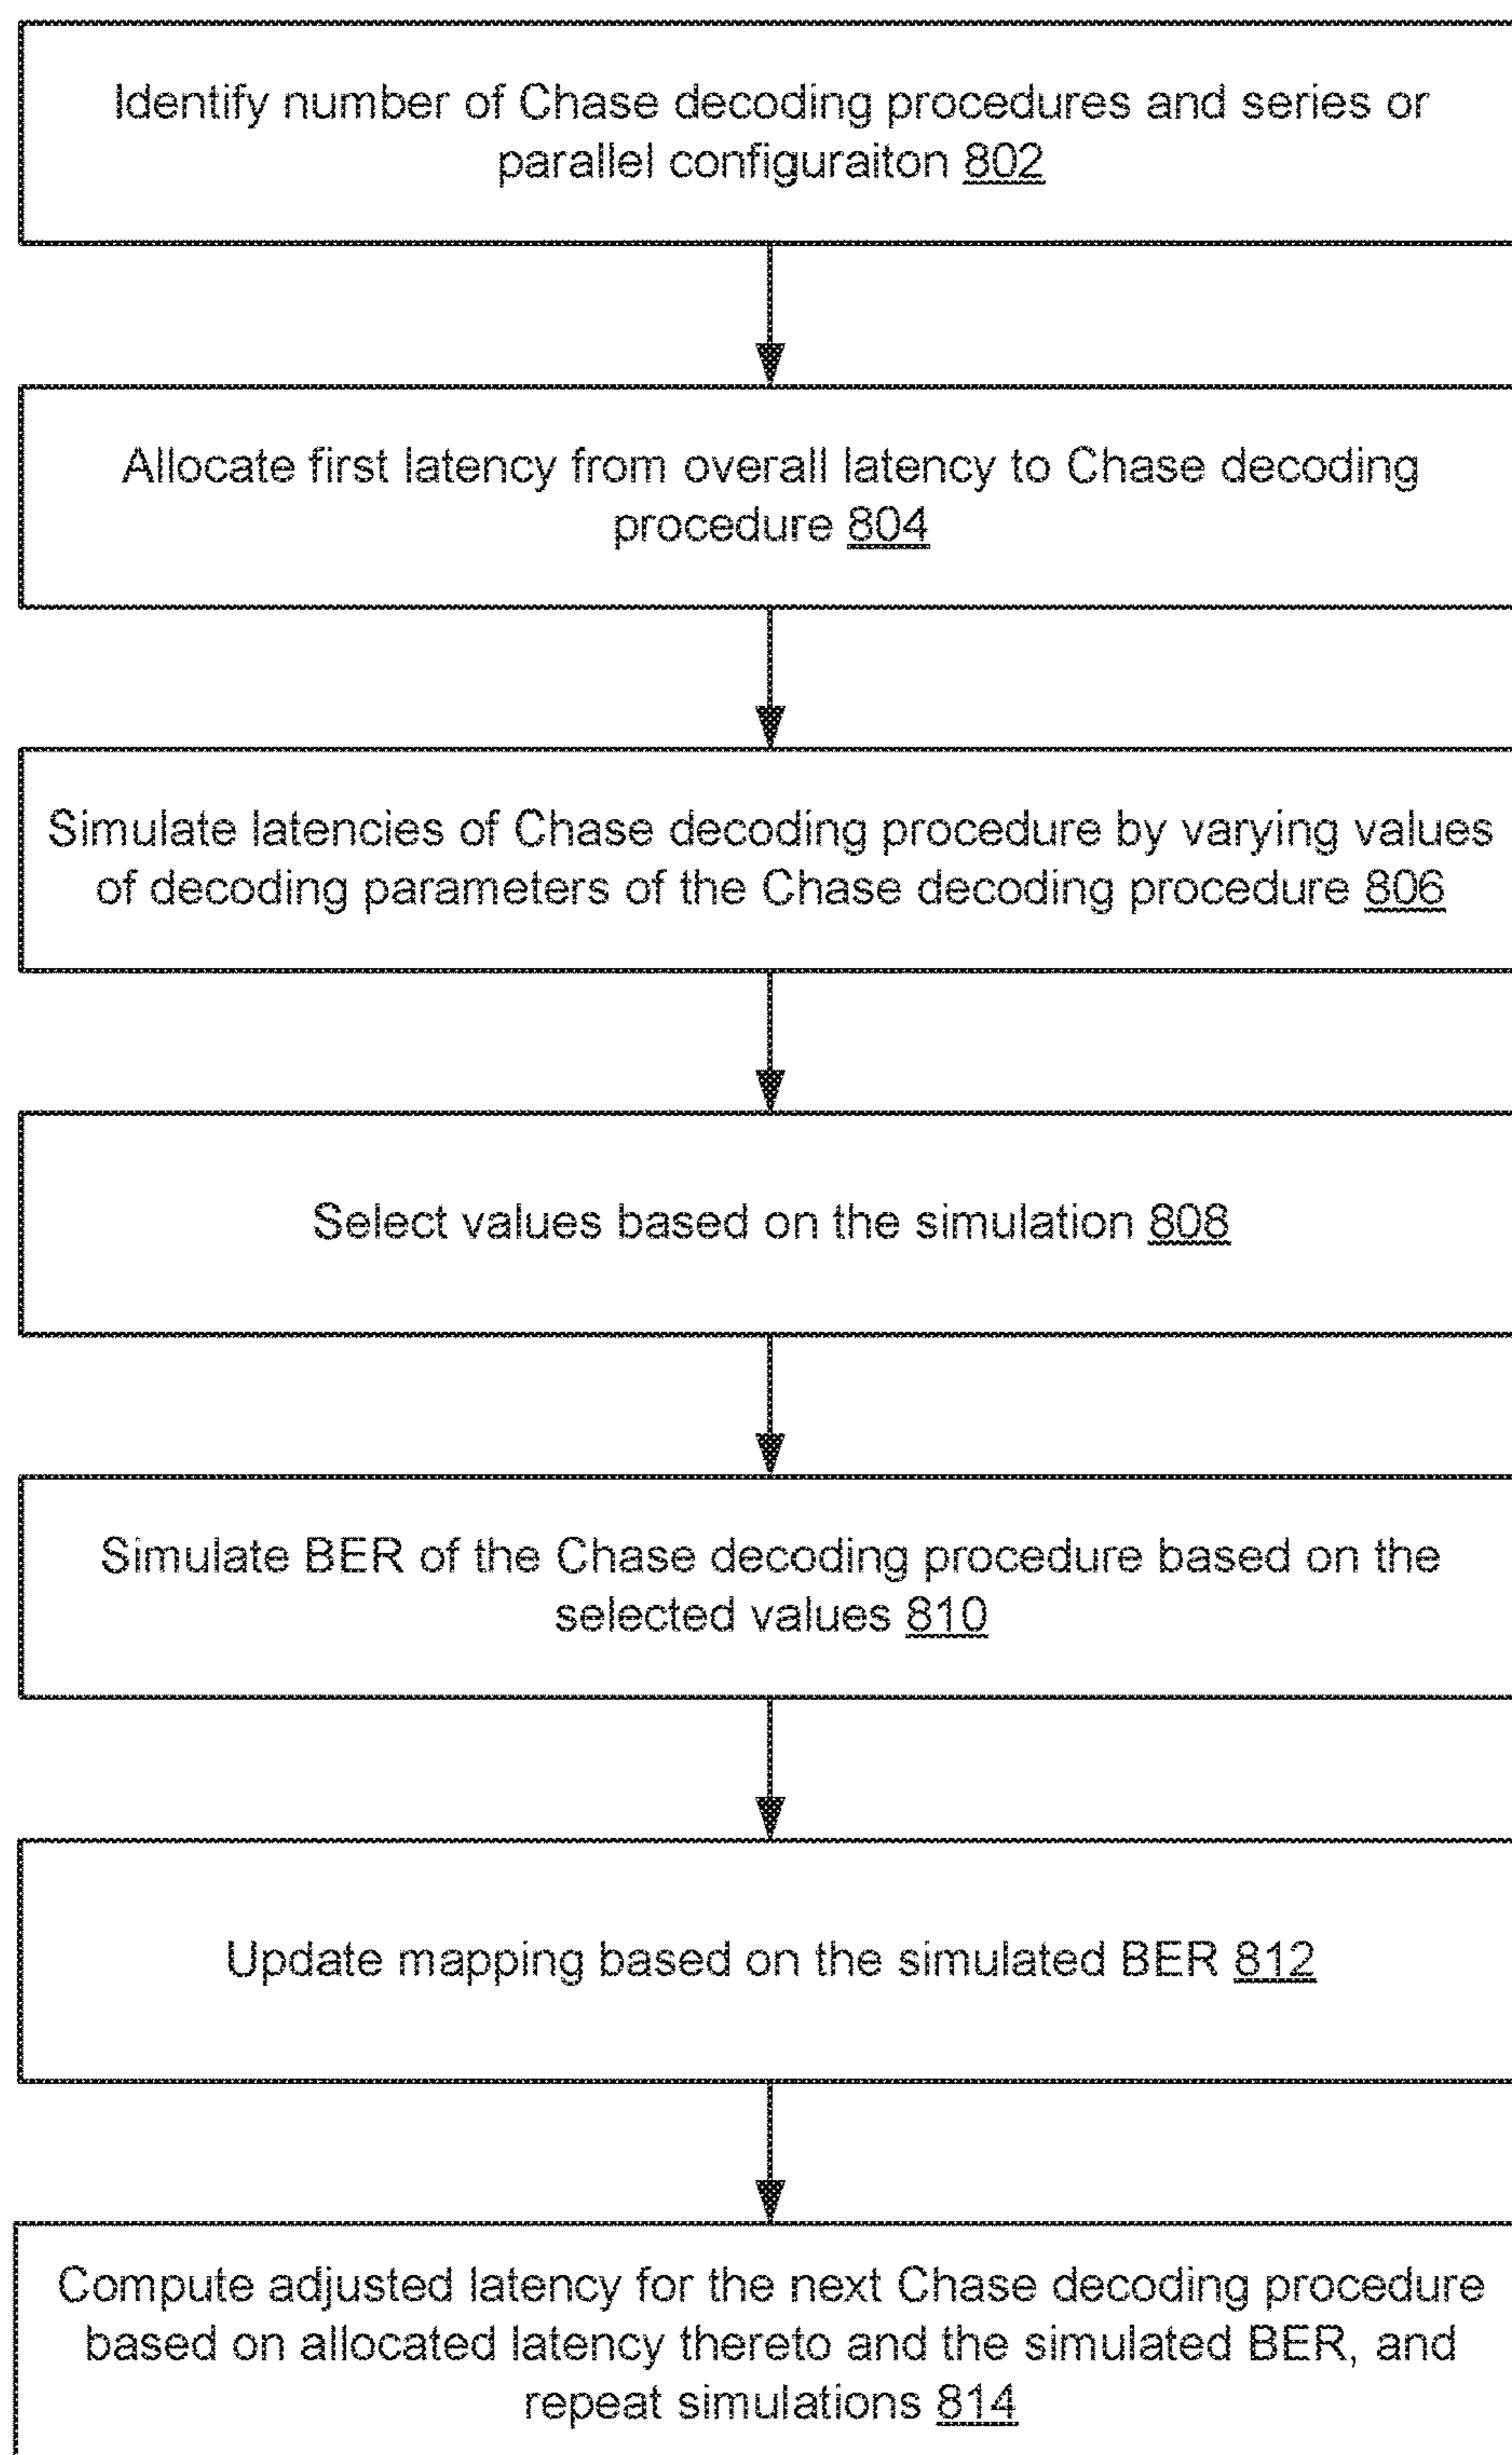 Identify number of Chase decoding procedures and series or
parallel configuraiton 802
Allocate first latency from overall latency to Chase decoding
procedure 804
Simulate latencies of Chase decoding procedure by varying values
of decoding parameters of the Chase decoding procedure 806
Select values based on the simulation 808
Simulate BER of the Chase decoding procedure based on the
selected values 810
Update mapping based on the simulated BER 812
Compute adjusted latency for the next Chase decoding procedure
based on allocated latency thereto and the simulated BER, and
repeat simulations 814